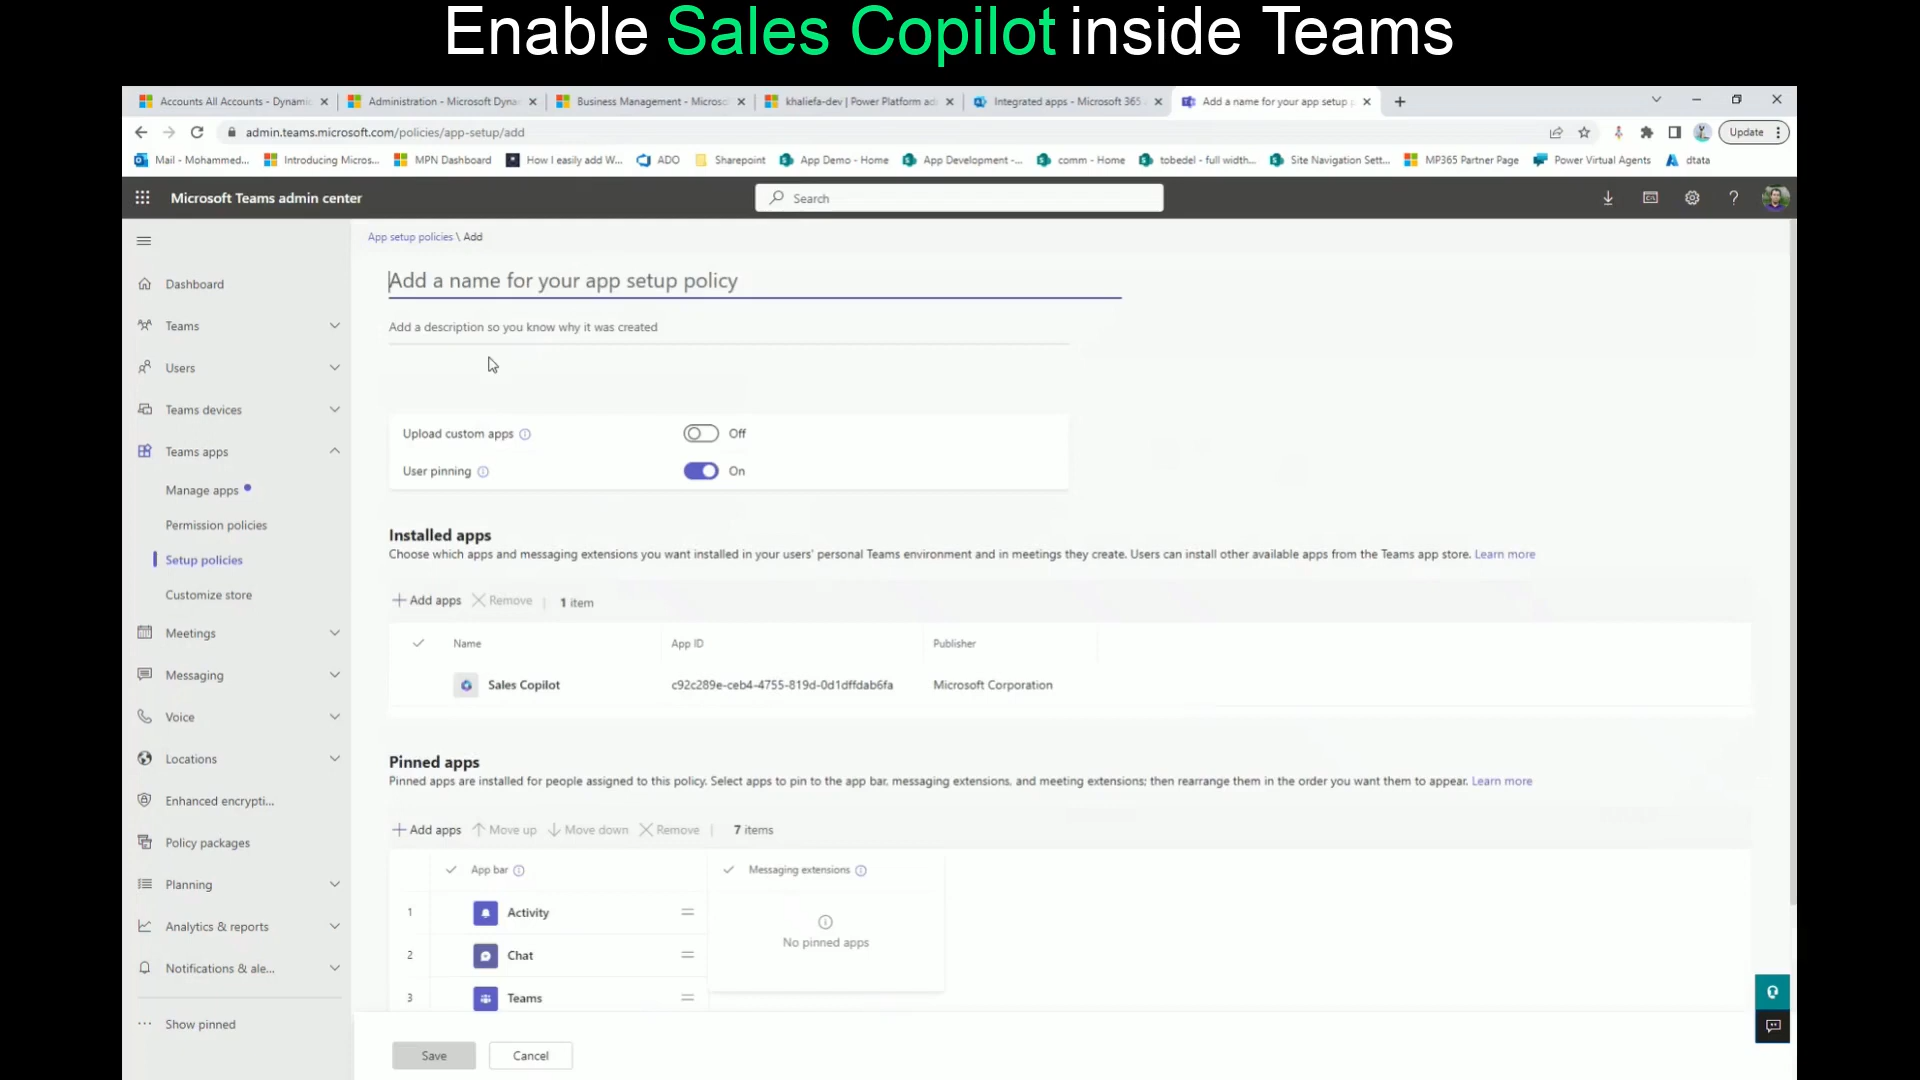 Enable Sales Copilot inside Teams
Accounts All Accounts - Dynamic
Administration - Microsoft Dyna
Business Management - Microso
khaliefa-dev | Power Platform ad
Integrated apps - Microsoft 365
Add a name for your app setup p
admin.teams.microsoft.com/policies/app-setup/add
Update
Mail - Mohammed...
Introducing Micros...
MPN Dashboard
How I easily add W...
ADO
Sharepoint
App Demo - Home
App Development -...
comm - Home
tobedel - full width...
Site Navigation Sett...
MP365 Partner Page
Power Virtual Agents
dtata
Microsoft Teams admin center
Search
Dashboard
Teams
Users
Teams devices
Teams apps
Manage apps
Permission policies
Setup policies
Customize store
Meetings
Messaging
Voice
Locations
Enhanced encrypti...
Policy packages
Planning
Analytics & reports
Notifications & ale...
Show pinned
App setup policies \ Add
Add a name for your app setup policy
Add a description so you know why it was created
Upload custom apps
Off
User pinning
On
Installed apps
Choose which apps and messaging extensions you want installed in your users' personal Teams environment and in meetings they create. Users can install other available apps from the Teams app store. Learn more
Add apps
Remove
1 item
Name
App ID
Publisher
Sales Copilot
c92c289e-ceb4-4755-819d-0d1dffdab6fa
Microsoft Corporation
Pinned apps
Pinned apps are installed for people assigned to this policy. Select apps to pin to the app bar, messaging extensions, and meeting extensions; then rearrange them in the order you want them to appear. Learn more
Add apps
Move up
Move down
Remove
7 items
App bar
Messaging extensions
1 Activity
2 Chat
3 Teams
No pinned apps
Save
Cancel